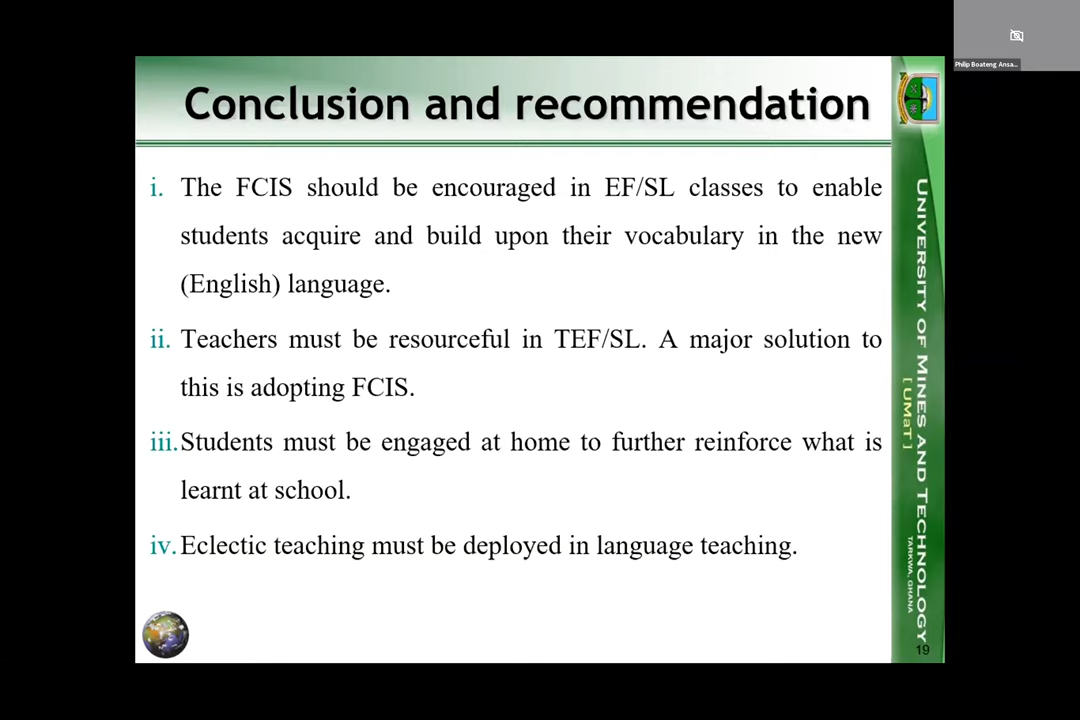 Conclusion and recommendation
i. The FCIS should be encouraged in EF/SL classes to enable
students acquire and build upon their vocabulary in the new
(English) language.
ii. Teachers must be resourceful in TEF/SL. A major solution to
this is adopting FCIS.
iii. Students must be engaged at home to further reinforce what is
learnt at school.
iv. Eclectic teaching must be deployed in language teaching.
UNIVERSITY OF MINES AND TECHNOLOGY
[ UMaT ]
TARKWA, GHANA
19
Philip Boateng Ansa...